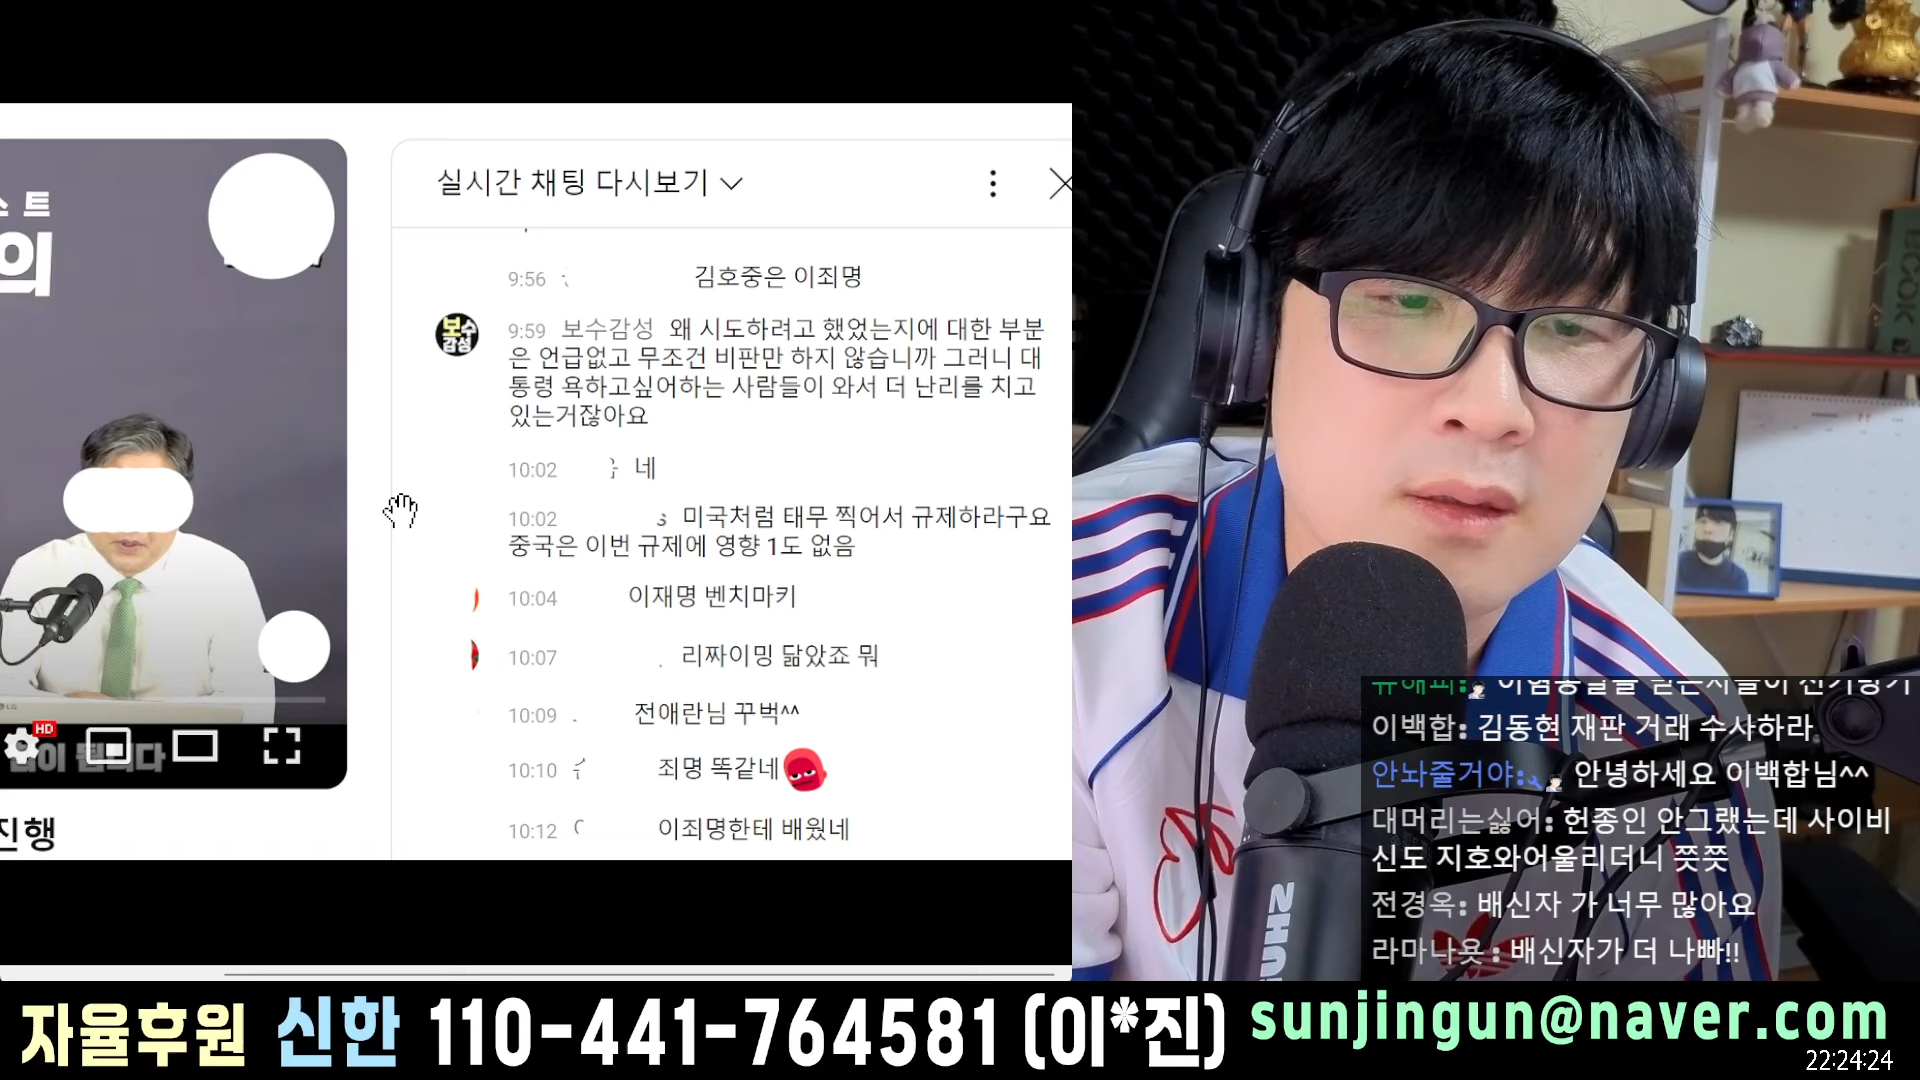 스트
의
실시간 채팅 다시보기
9:56 김호중은 이죄명
보수감성
9:59 보수감성 왜 시도하려고 했었는지에 대한 부분
은 언급없고 무조건 비판만 하지 않습니까 그러니 대
통령 욕하고싶어하는 사람들이 와서 더 난리를 치고
있는거잖아요
10:02 네
10:02 s 미국처럼 태무 찍어서 규제하라구요
중국은 이번 규제에 영향 1도 없음
10:04 이재명 벤치마키
10:07 리짜이밍 닮았죠 뭐
10:09 전애란님 꾸벅^^
10:10 죄명 똑같네
10:12 이죄명한테 배웠네
HD
진행
이백합: 김동현 재판 거래 수사하라
안놔줄거야: 안녕하세요 이백합님^^
대머리는싫어: 헌종인 안그랬는데 사이비
신도 지호와어울리더니 쯧쯧
전경옥: 배신자 가 너무 많아요
라마나욧: 배신자가 더 나빠!!
자율후원 신한 110-441-764581 (이*진) sunjingun@naver.com
22:24:24